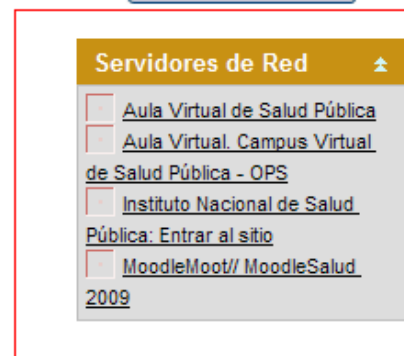 Servidores de Red
Aula Virtual de Salud Pública
Aula Virtual. Campus Virtual
de Salud Pública - OPS
Instituto Nacional de Salud
Pública: Entrar al sitio
MoodleMoot// MoodleSalud
2009